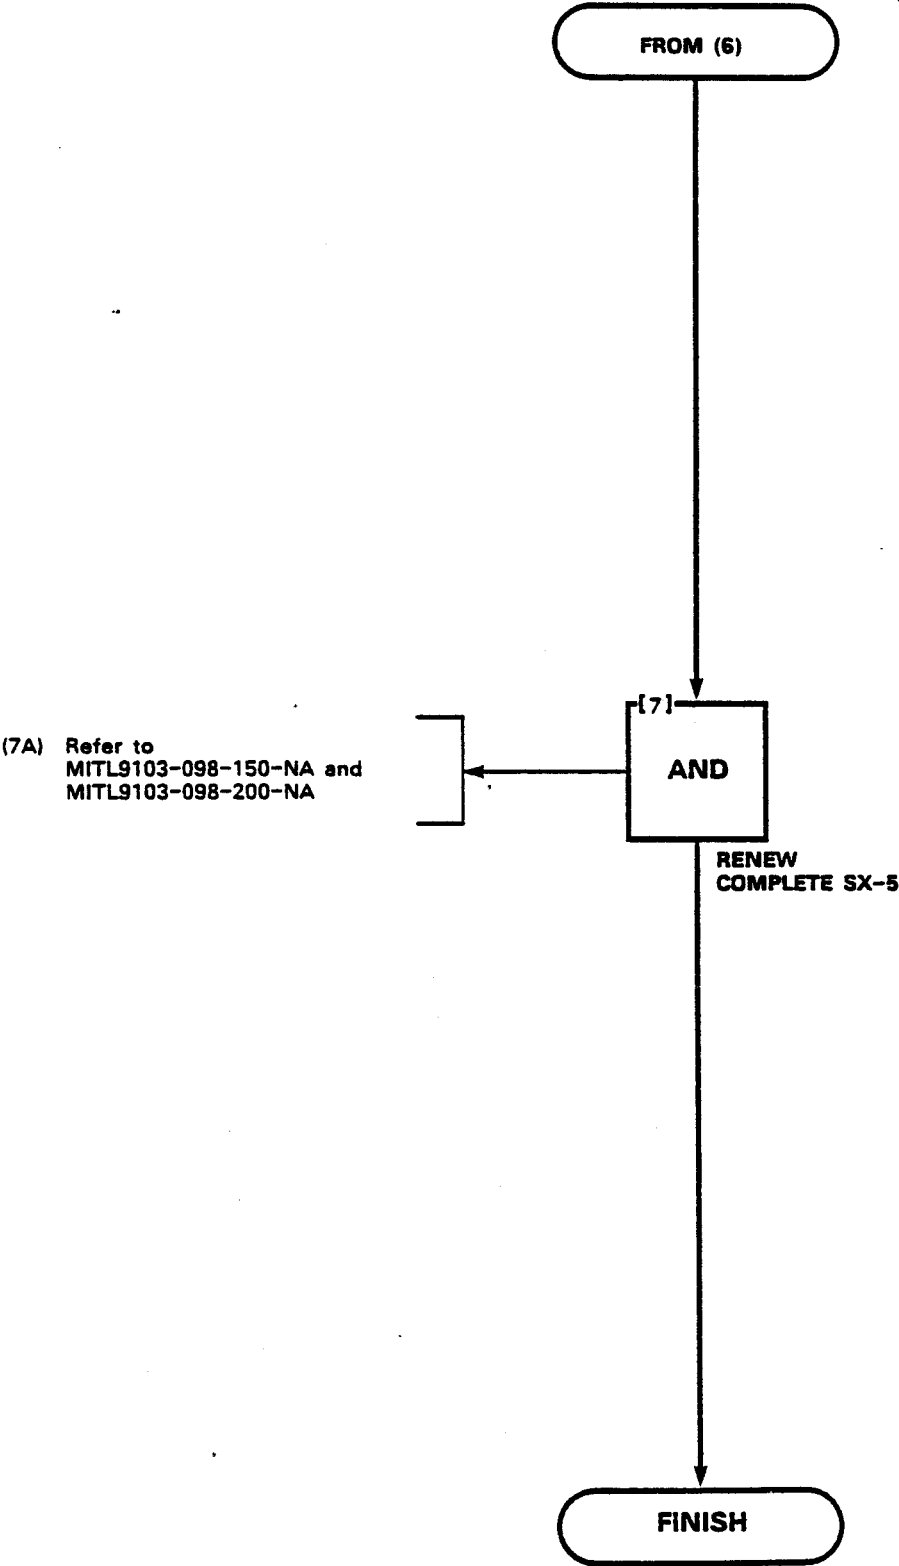 FROM (6)
[7]
AND
(7A) Refer to
MITL9103-098-150-NA and
MITL9103-098-200-NA
RENEW
COMPLETE SX-5
FINISH